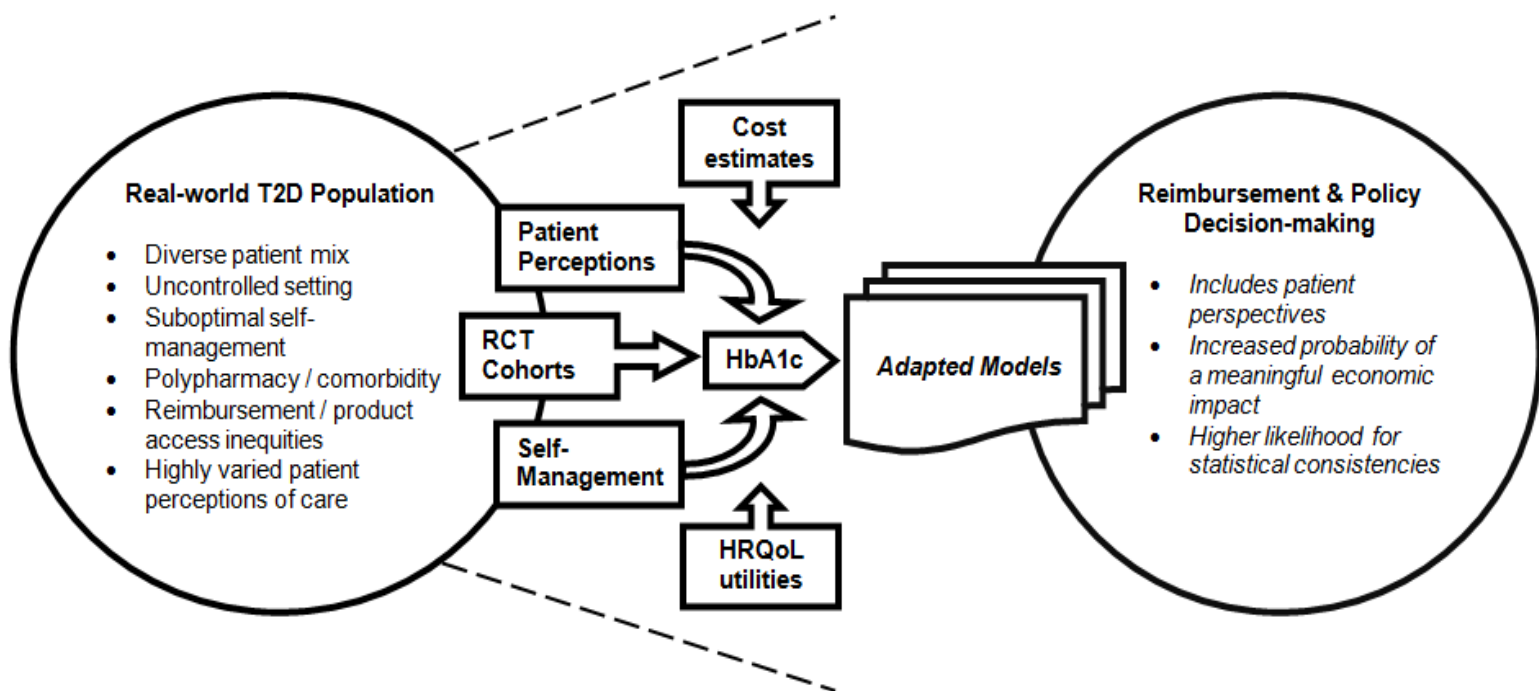 Real-world T2D Population
• Diverse patient mix
• Uncontrolled setting
• Suboptimal self-
management
• Polypharmacy / comorbidity
• Reimbursement / product
access inequities
• Highly varied patient
perceptions of care
Patient
Perceptions
RCT
Cohorts
Self-
Management
Cost
estimates
HbA1c
HRQoL
utilities
Adapted Models
Reimbursement & Policy
Decision-making
• Includes patient
perspectives
• Increased probability of
a meaningful economic
impact
• Higher likelihood for
statistical consistencies